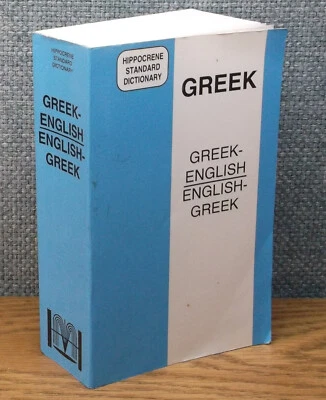 HIPPOCRENE
STANDARD
DICTIONARY
GREEK-
ENGLISH
ENGLISH-
GREEK
HIPPOCRENE
STANDARD
DICTIONARY
GREEK
GREEK-
ENGLISH
ENGLISH-
GREEK